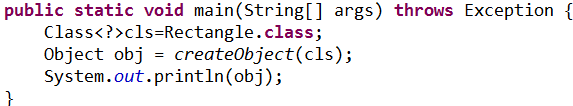 public static void main(String[] args) throws Exception {
    Class<?>cls=Rectangle.class;
    Object obj = createObject(cls);
    System.out.println(obj);
}